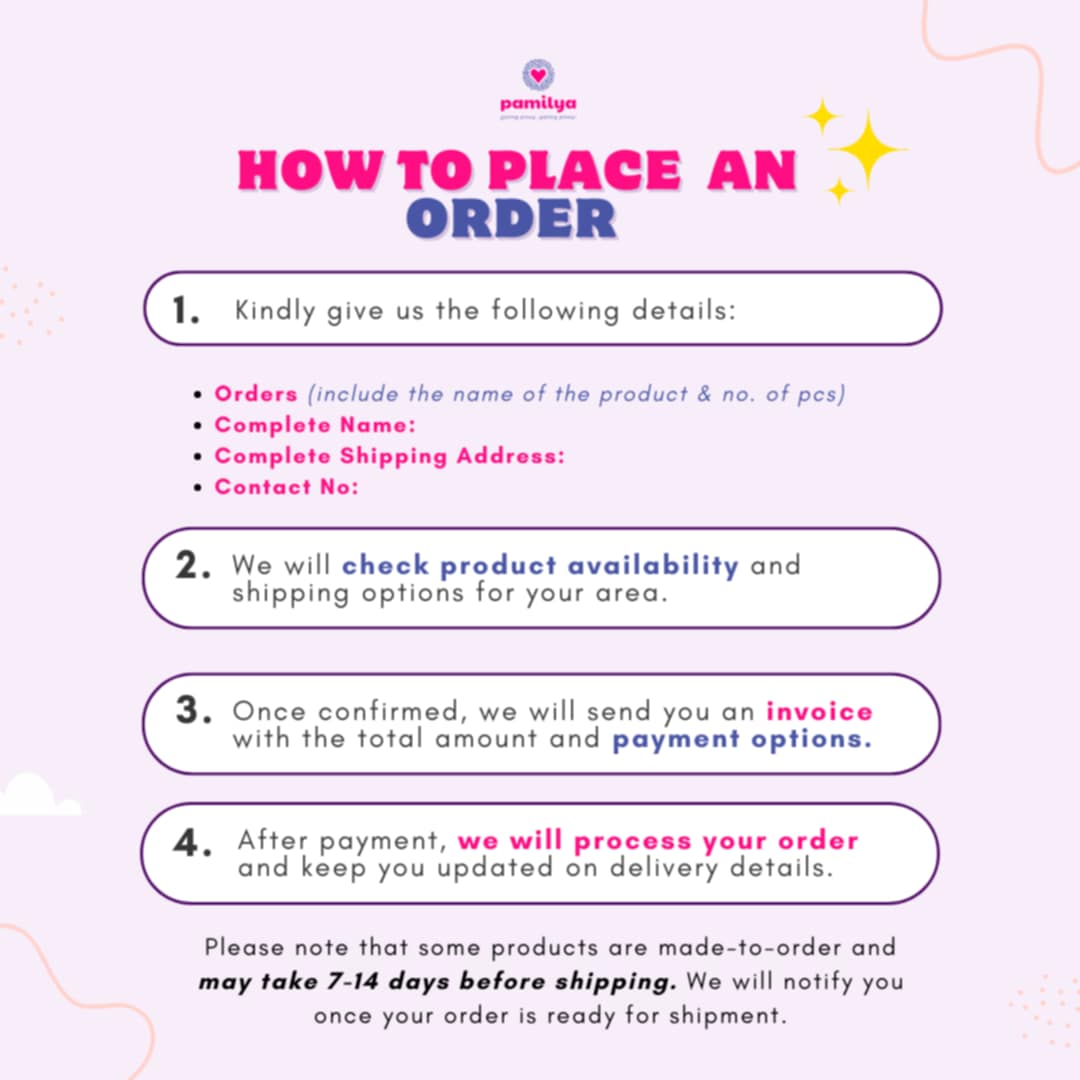 pamilya
HOW TO PLACE AN
ORDER
1. Kindly give us the following details:
• Orders (include the name of the product & no. of pcs)
• Complete Name:
• Complete Shipping Address:
• Contact No:
2. We will check product availability and
shipping options for your area.
3. Once confirmed, we will send you an invoice
with the total amount and payment options.
4. After payment, we will process your order
and keep you updated on delivery details.
Please note that some products are made-to-order and
may take 7-14 days before shipping. We will notify you
once your order is ready for shipment.